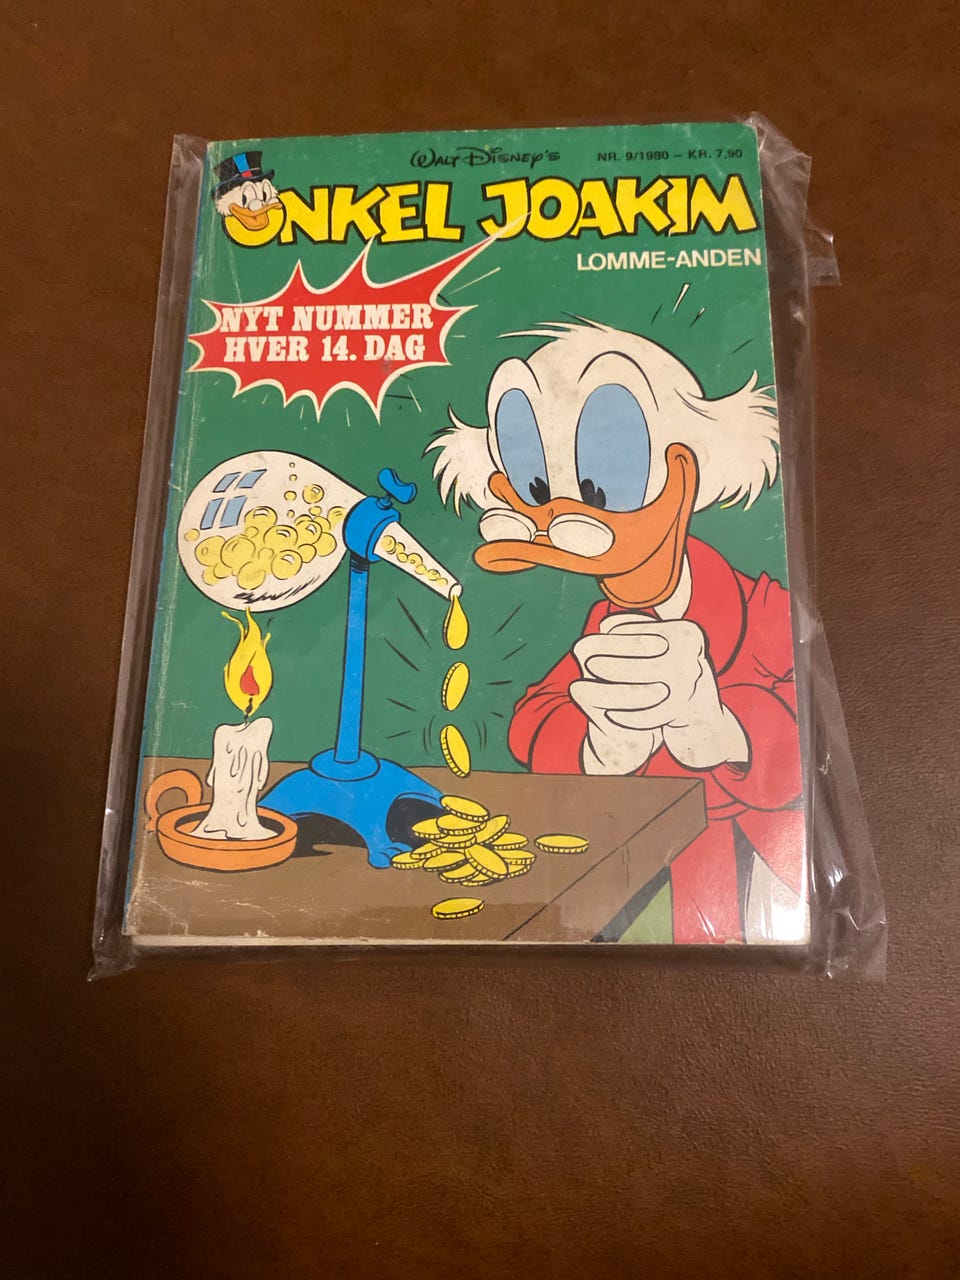 WALT DISNEY'S
NR. 9/1980 – KR. 7,90
ONKEL JOAKIM
LOMME-ANDEN
NYT NUMMER
HVER 14. DAG